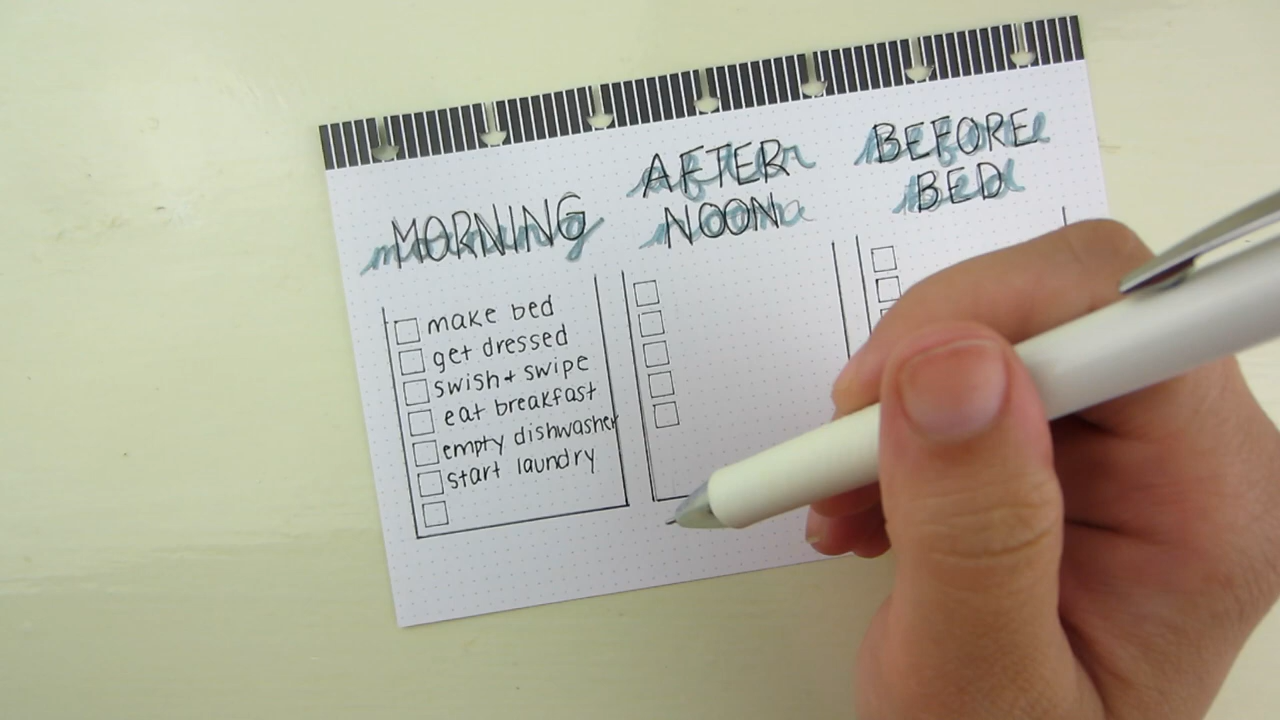 MORNING
make bed
get dressed
swish + swipe
eat breakfast
empty dishwasher
start laundry
AFTER
NOON
BEFORE
BED